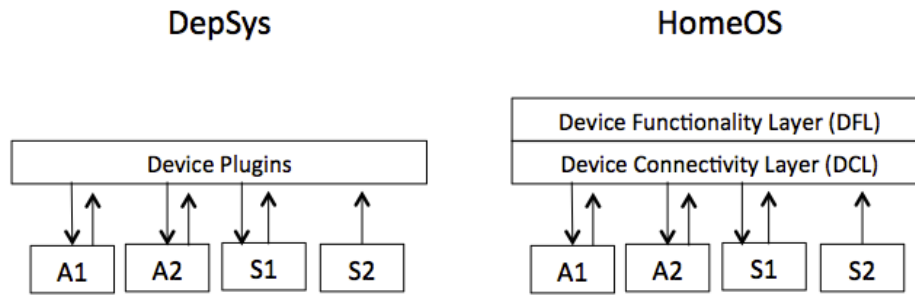 DepSys
HomeOS
Device Functionality Layer (DFL)
Device Plugins
Device Connectivity Layer (DCL)
A1
A2
S1
S2
A1
A2
S1
S2